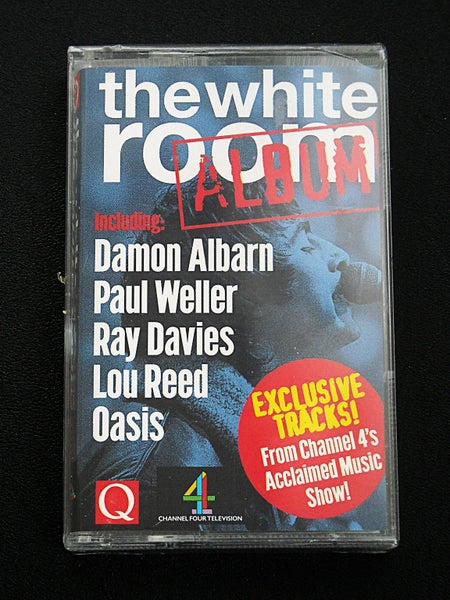 the white
room
ALBUM
Including:
Damon Albarn
Paul Weller
Ray Davies
Lou Reed
Oasis
EXCLUSIVE
TRACKS!
From Channel 4's
Acclaimed Music
Show!
Q
4
CHANNEL FOUR TELEVISION